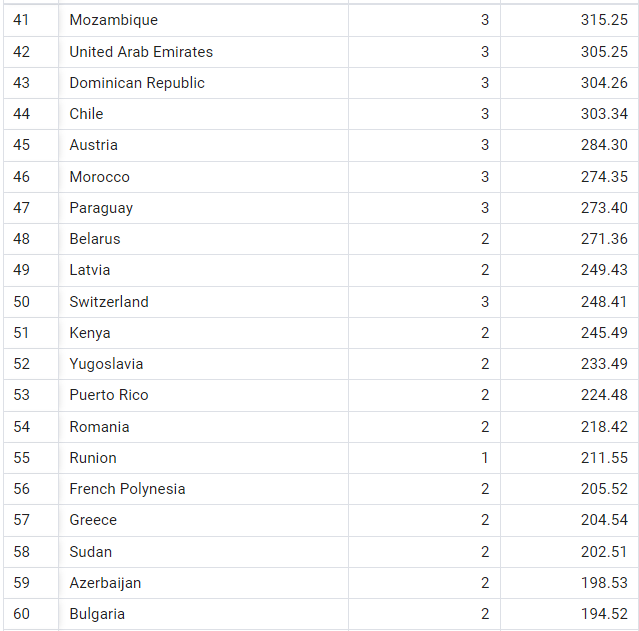 41 Mozambique 3 315.25
42 United Arab Emirates 3 305.25
43 Dominican Republic 3 304.26
44 Chile 3 303.34
45 Austria 3 284.30
46 Morocco 3 274.35
47 Paraguay 3 273.40
48 Belarus 2 271.36
49 Latvia 2 249.43
50 Switzerland 3 248.41
51 Kenya 2 245.49
52 Yugoslavia 2 233.49
53 Puerto Rico 2 224.48
54 Romania 2 218.42
55 Runion 1 211.55
56 French Polynesia 2 205.52
57 Greece 2 204.54
58 Sudan 2 202.51
59 Azerbaijan 2 198.53
60 Bulgaria 2 194.52